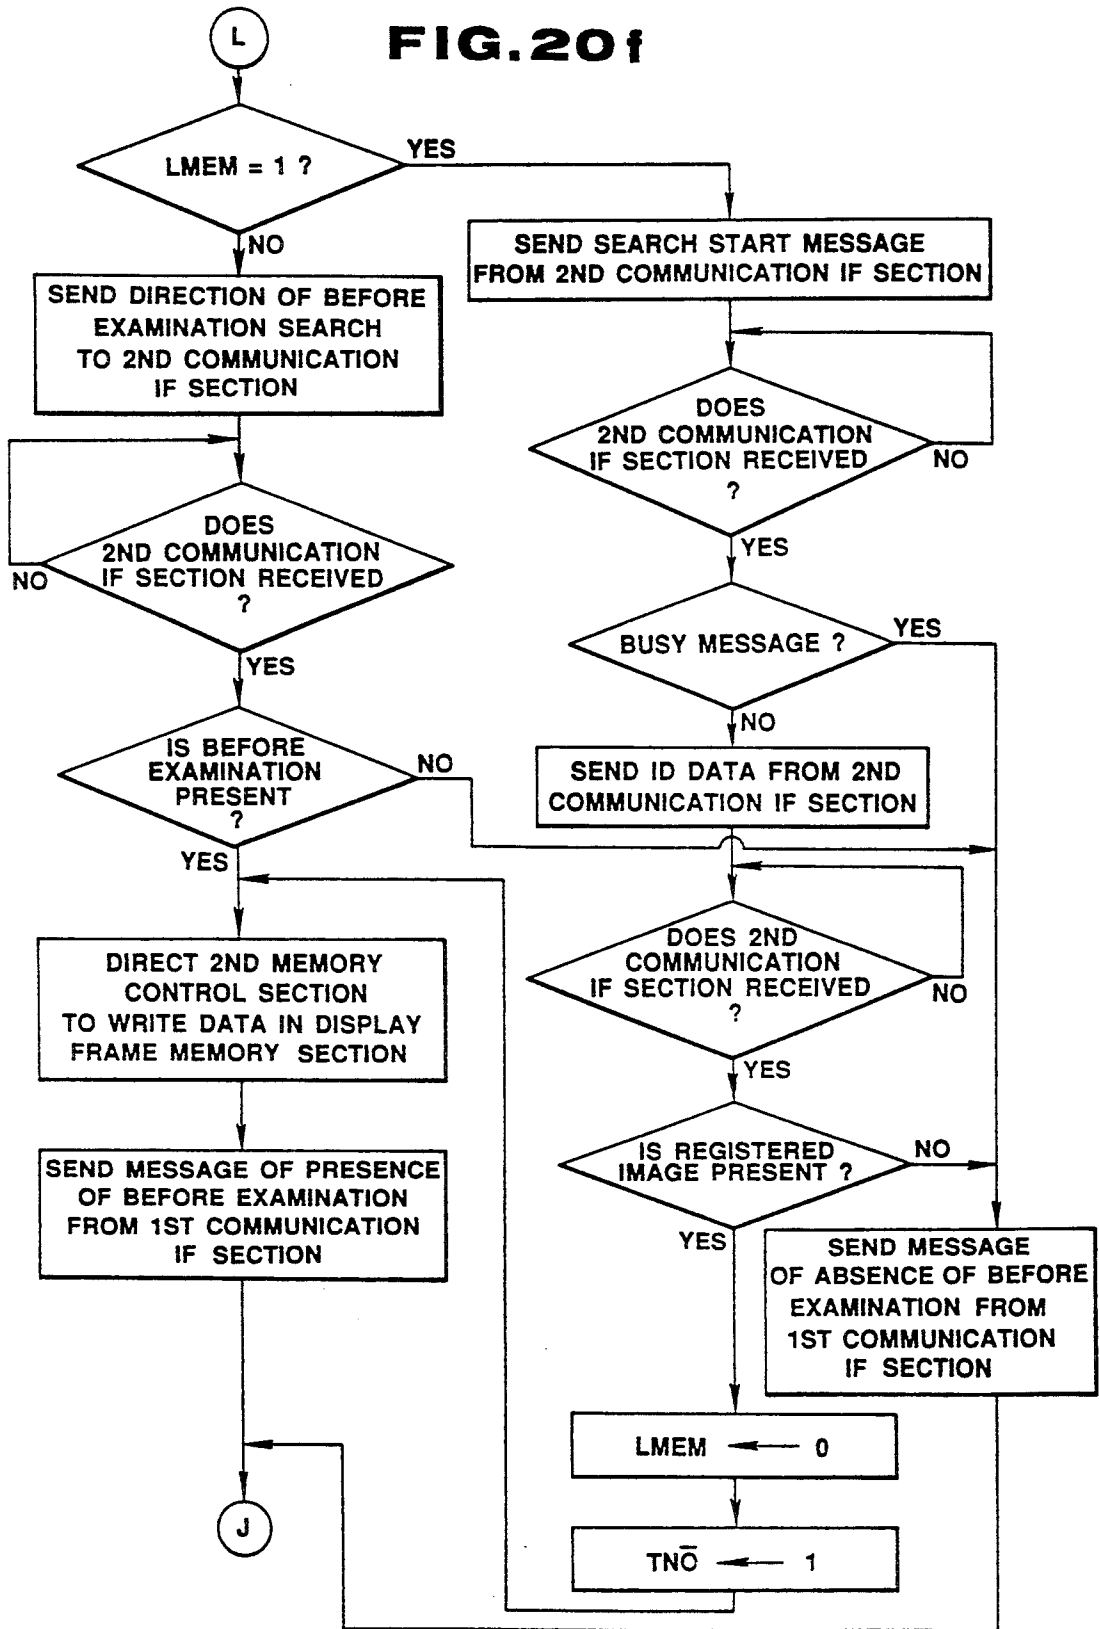 FIG.20f
L
LMEM = 1 ?
YES
NO
SEND DIRECTION OF BEFORE
EXAMINATION SEARCH
TO 2ND COMMUNICATION
IF SECTION
DOES
2ND COMMUNICATION
IF SECTION RECEIVED
?
NO
YES
IS BEFORE
EXAMINATION
PRESENT
?
NO
YES
DIRECT 2ND MEMORY
CONTROL SECTION
TO WRITE DATA IN DISPLAY
FRAME MEMORY SECTION
SEND MESSAGE OF PRESENCE
OF BEFORE EXAMINATION
FROM 1ST COMMUNICATION
IF SECTION
J
SEND SEARCH START MESSAGE
FROM 2ND COMMUNICATION IF SECTION
DOES
2ND COMMUNICATION
IF SECTION RECEIVED
?
NO
YES
BUSY MESSAGE ?
YES
NO
SEND ID DATA FROM 2ND
COMMUNICATION IF SECTION
DOES 2ND
COMMUNICATION
IF SECTION RECEIVED
?
NO
YES
IS REGISTERED
IMAGE PRESENT ?
NO
YES
SEND MESSAGE
OF ABSENCE OF BEFORE
EXAMINATION FROM
1ST COMMUNICATION
IF SECTION
LMEM ← 0
TNO̅ ← 1